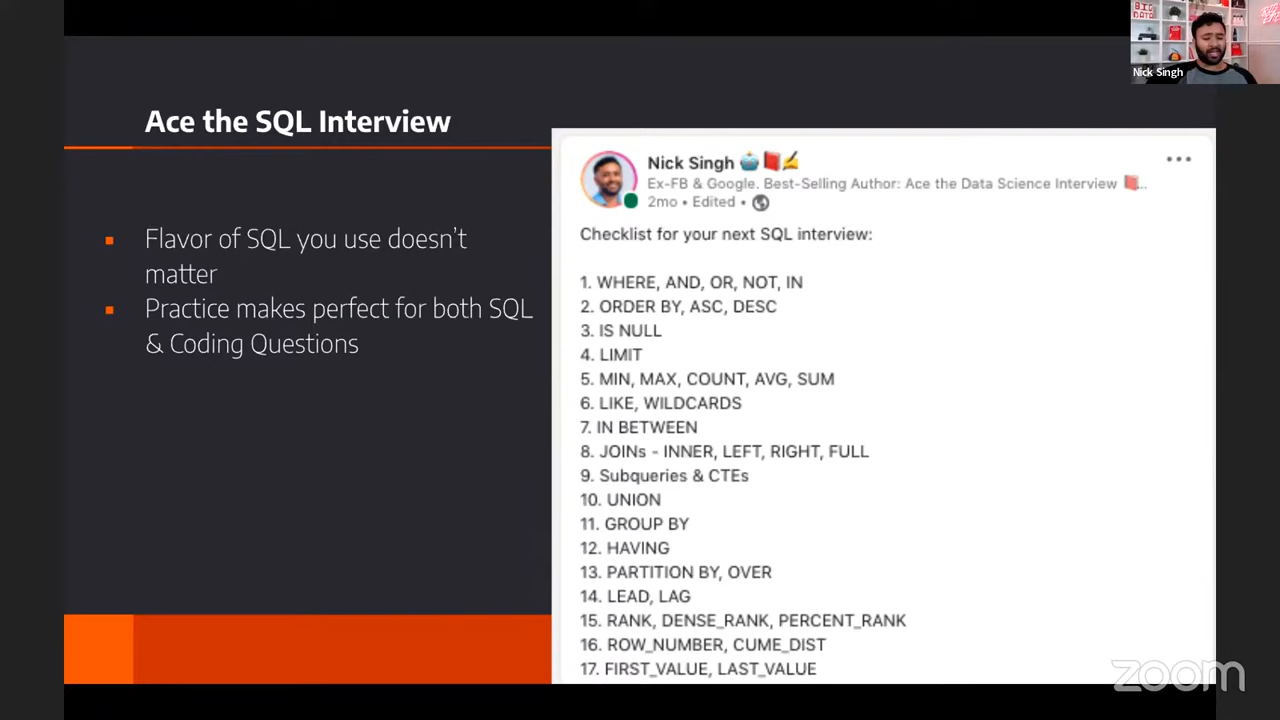 Nick Singh
Ace the SQL Interview
Flavor of SQL you use doesn't
matter
Practice makes perfect for both SQL
& Coding Questions
Nick Singh
Ex-FB & Google. Best-Selling Author: Ace the Data Science Interview 📕...
2mo • Edited •
Checklist for your next SQL interview:
1. WHERE, AND, OR, NOT, IN
2. ORDER BY, ASC, DESC
3. IS NULL
4. LIMIT
5. MIN, MAX, COUNT, AVG, SUM
6. LIKE, WILDCARDS
7. IN BETWEEN
8. JOINs - INNER, LEFT, RIGHT, FULL
9. Subqueries & CTEs
10. UNION
11. GROUP BY
12. HAVING
13. PARTITION BY, OVER
14. LEAD, LAG
15. RANK, DENSE_RANK, PERCENT_RANK
16. ROW_NUMBER, CUME_DIST
17. FIRST_VALUE, LAST_VALUE
zoom